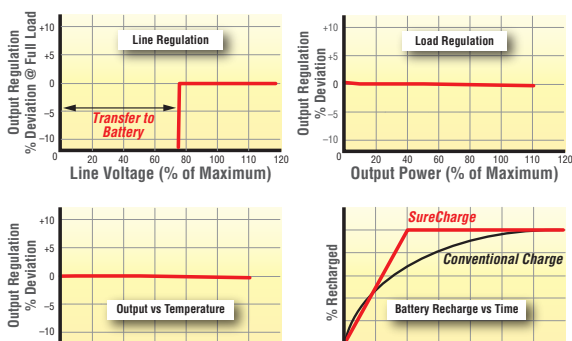 Output Regulation
% Deviation @ Full Load
+10
+5
0
−5
−10
Line Regulation
Transfer to
Battery
0 20 40 60 80 100 120
Line Voltage (% of Maximum)
Output Regulation
% Deviation
+10
+5
0
−5
−10
Load Regulation
0 20 40 60 80 100 120
Output Power (% of Maximum)
Output Regulation
% Deviation
+10
+5
0
−5
−10
Output vs Temperature
% Recharged
SureCharge
Conventional Charge
Battery Recharge vs Time